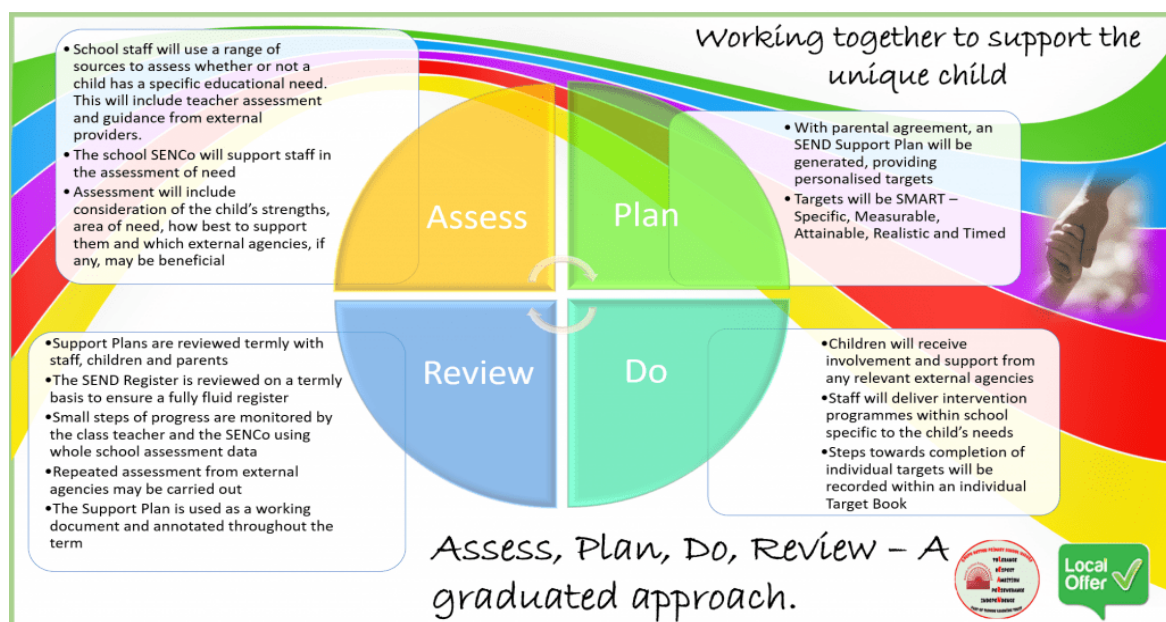 Working together to support the
unique child
• School staff will use a range of
sources to assess whether or not a
child has a specific educational need.
This will include teacher assessment
and guidance from external
providers.
• The school SENCo will support staff in
the assessment of need
• Assessment will include
consideration of the child's strengths,
area of need, how best to support
them and which external agencies, if
any, may be beneficial
Assess
Plan
• With parental agreement, an
SEND Support Plan will be
generated, providing
personalised targets
• Targets will be SMART –
Specific, Measurable,
Attainable, Realistic and Timed
•Support Plans are reviewed termly with
staff, children and parents
•The SEND Register is reviewed on a termly
basis to ensure a fully fluid register
•Small steps of progress are monitored by
the class teacher and the SENCo using
whole school assessment data
•Repeated assessment from external
agencies may be carried out
•The Support Plan is used as a working
document and annotated throughout the
term
Review
Do
•Children will receive
involvement and support from
any relevant external agencies
•Staff will deliver intervention
programmes within school
specific to the child's needs
•Steps towards completion of
individual targets will be
recorded within an individual
Target Book
Assess, Plan, Do, Review – A
graduated approach.
TOLERANCE
RESPECT
AMBITION
PERSEVERANCE
INDEPENDENCE
Local
Offer